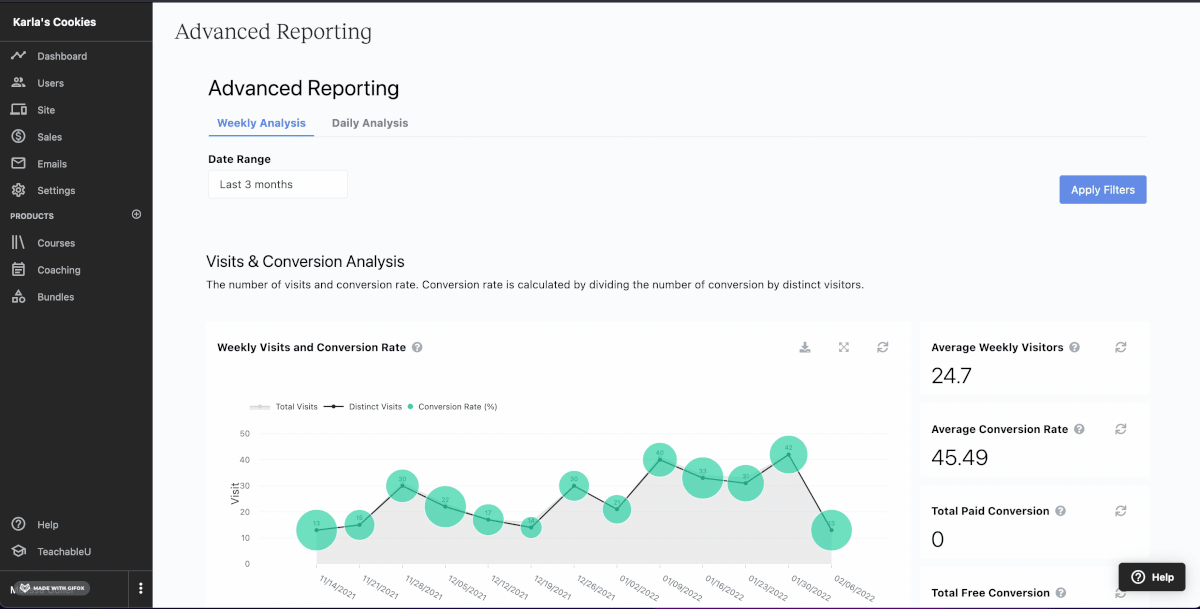 Karla's Cookies
Dashboard
Users
Site
Sales
Emails
Settings
PRODUCTS
Courses
Coaching
Bundles
Help
TeachableU
MADE WITH GIFOX
Advanced Reporting
Advanced Reporting
Weekly Analysis Daily Analysis
Date Range
Last 3 months
Apply Filters
Visits & Conversion Analysis
The number of visits and conversion rate. Conversion rate is calculated by dividing the number of conversion by distinct visitors.
Weekly Visits and Conversion Rate
Total Visits Distinct Visits Conversion Rate (%)
Visit
50
40
30
20
10
0
13 15 30 22 17 14 30 21 40 33 31 42 13
11/14/2021 11/21/2021 11/28/2021 12/05/2021 12/12/2021 12/19/2021 12/26/2021 01/02/2022 01/09/2022 01/16/2022 01/23/2022 01/30/2022 02/06/2022
Average Weekly Visitors
24.7
Average Conversion Rate
45.49
Total Paid Conversion
0
Total Free Conversion
Help